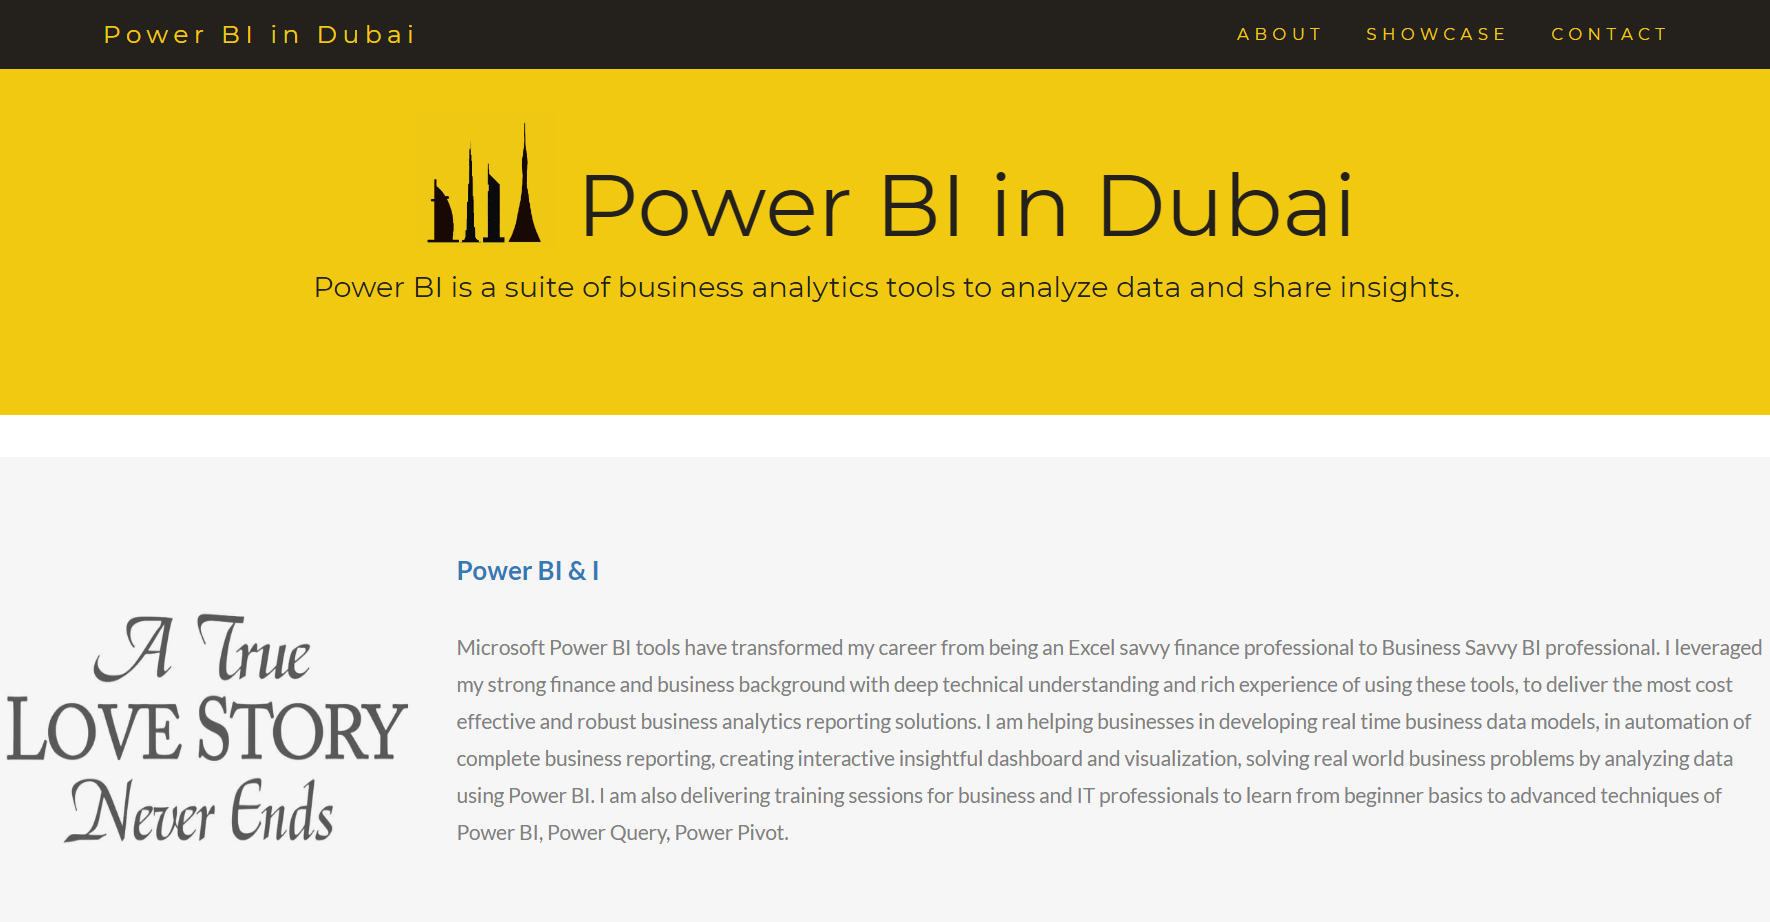 Power BI in Dubai
ABOUT SHOWCASE CONTACT
Power BI in Dubai
Power BI is a suite of business analytics tools to analyze data and share insights.
A True
LOVE STORY
Never Ends
Power BI & I
Microsoft Power BI tools have transformed my career from being an Excel savvy finance professional to Business Savvy BI professional. I leveraged
my strong finance and business background with deep technical understanding and rich experience of using these tools, to deliver the most cost
effective and robust business analytics reporting solutions. I am helping businesses in developing real time business data models, in automation of
complete business reporting, creating interactive insightful dashboard and visualization, solving real world business problems by analyzing data
using Power BI. I am also delivering training sessions for business and IT professionals to learn from beginner basics to advanced techniques of
Power BI, Power Query, Power Pivot.